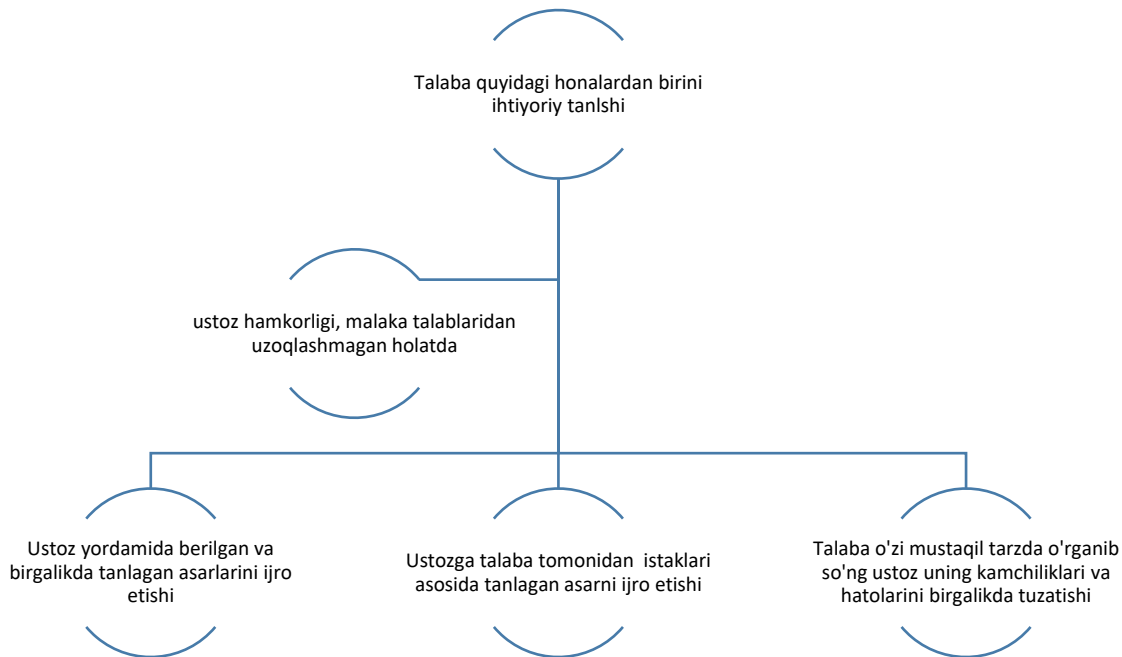 Talaba quyidagi honalardan birini
ihtiyoriy tanlshi
ustoz hamkorligi, malaka talablaridan
uzoqlashmagan holatda
Ustoz yordamida berilgan va
birgalikda tanlagan asarlarini ijro
etishi
Ustozga talaba tomonidan istaklari
asosida tanlagan asarni ijro etishi
Talaba o'zi mustaqil tarzda o'rganib
so'ng ustoz uning kamchiliklari va
hatolarini birgalikda tuzatishi